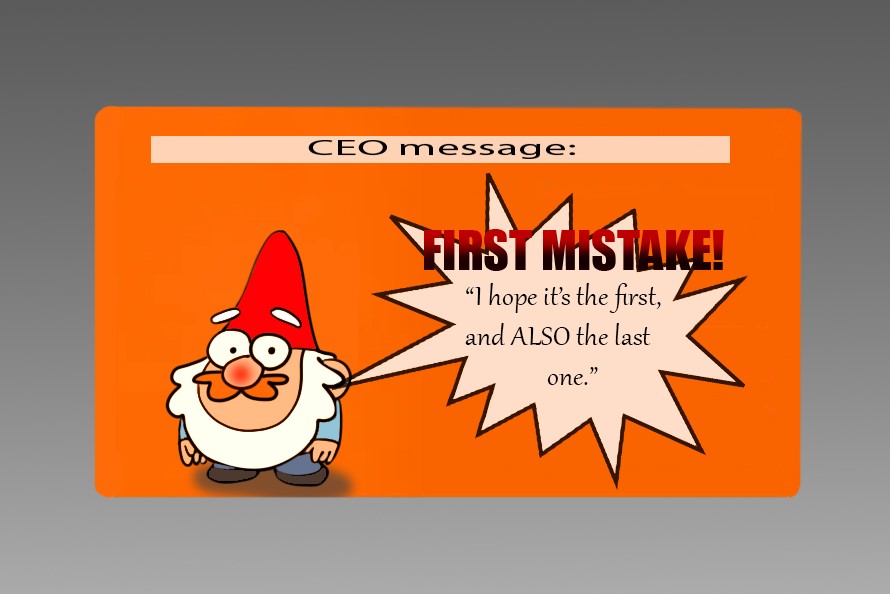 CEO message:
FIRST MISTAKE!
“I hope it’s the first,
and ALSO the last
one.”